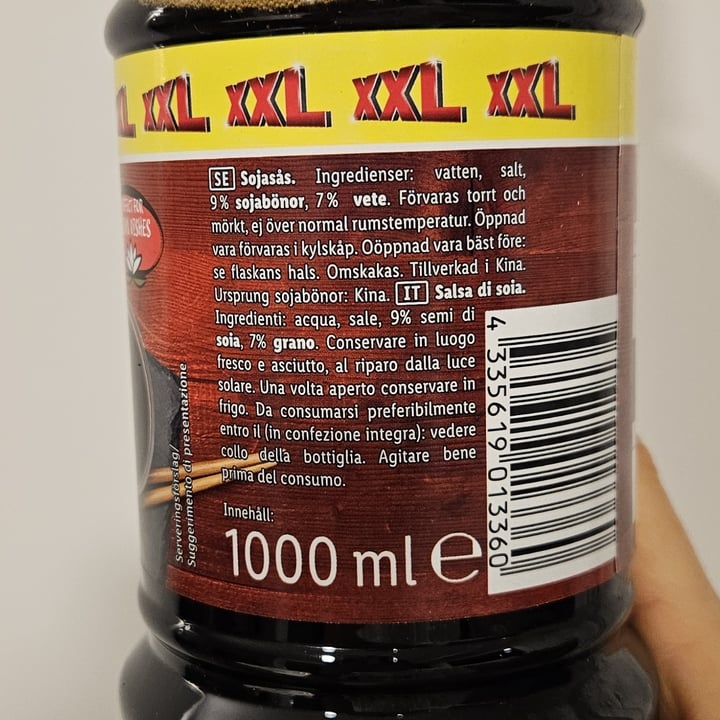 XL XXL XXL XXL XXL
SE Sojasås. Ingredienser: vatten, salt,
9% sojabönor, 7% vete. Förvaras torrt och
mörkt, ej över normal rumstemperatur. Öppnad
vara förvaras i kylskåp. Oöppnad vara bäst före:
se flaskans hals. Omskakas. Tillverkad i Kina.
Ursprung sojabönor: Kina. IT Salsa di soia.
Ingredienti: acqua, sale, 9% semi di
soia, 7% grano. Conservare in luogo
fresco e asciutto, al riparo dalla luce
solare. Una volta aperto conservare in
frigo. Da consumarsi preferibilmente
entro il (in confezione integra): vedere
collo della bottiglia. Agitare bene
prima del consumo.
Innehåll:
1000 ml e
4 335619 013360
Serveringsförslag/
Suggerimento di presentazione
FOR